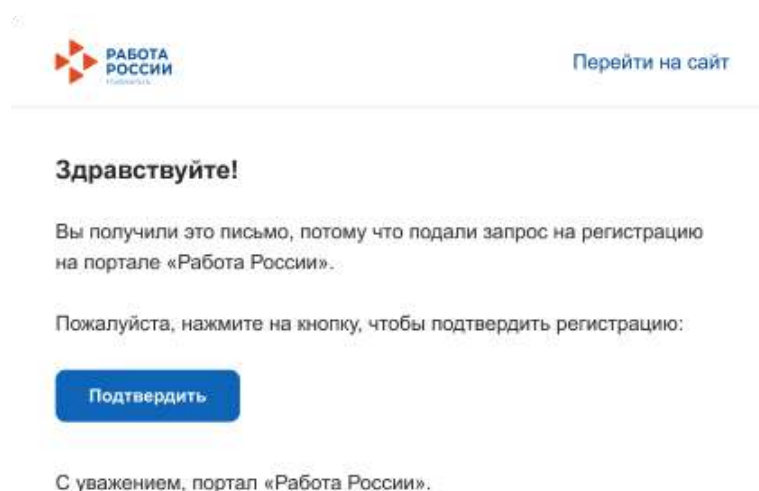 РАБОТА
РОССИИ
Перейти на сайт
Здравствуйте!
Вы получили это письмо, потому что подали запрос на регистрацию
на портале «Работа России».
Пожалуйста, нажмите на кнопку, чтобы подтвердить регистрацию:
Подтвердить
С уважением, портал «Работа России».